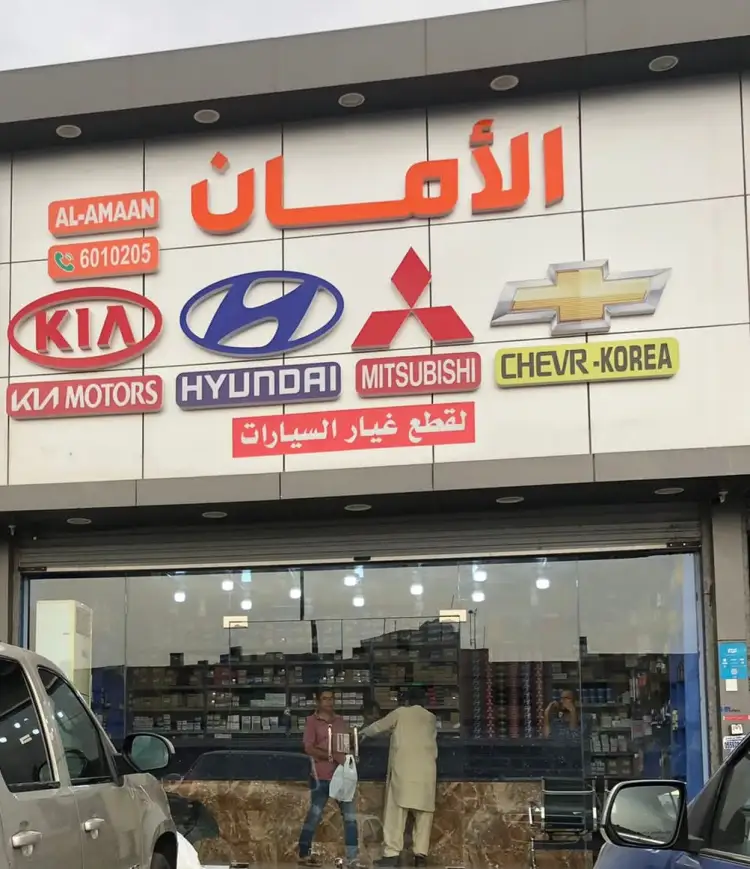 الأمان
AL-AMAAN
6010205
KIA
KIA MOTORS
HYUNDAI
MITSUBISHI
CHEVR-KOREA
لقطع غيار السيارات